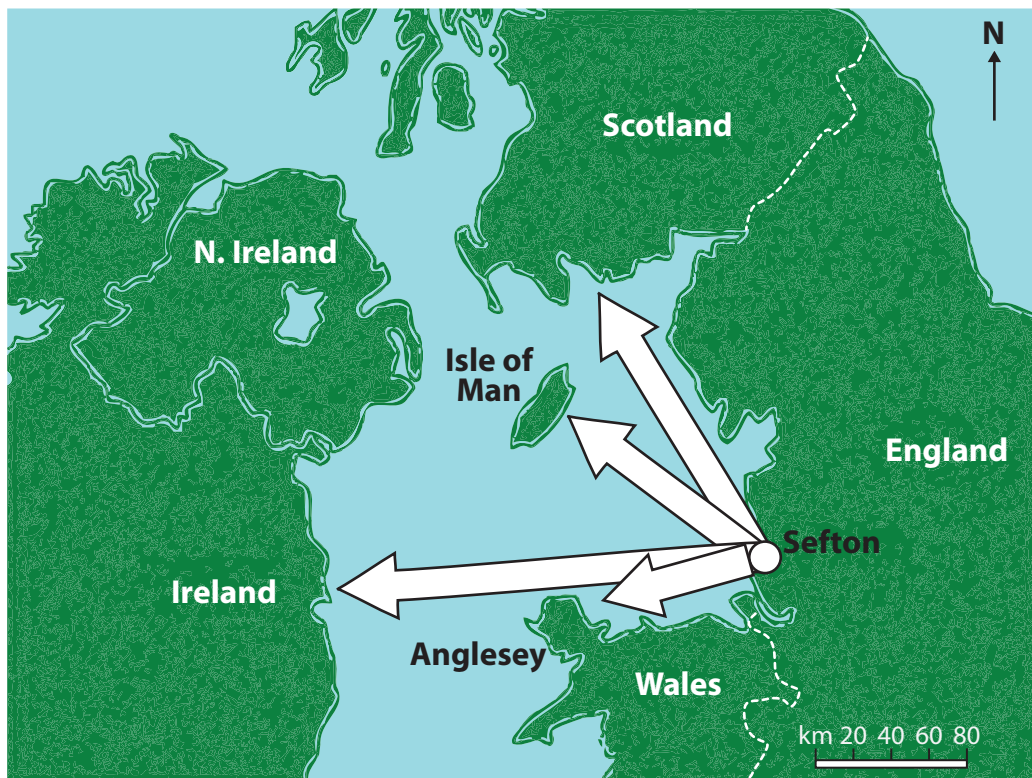 N
Scotland
N. Ireland
Isle of
Man
England
Sefton
Ireland
Anglesey
Wales
km 20 40 60 80